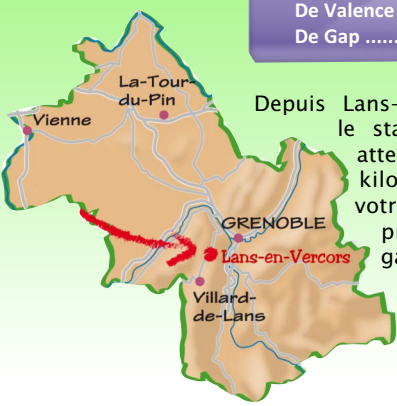 De Valence
De Gap ......
Depuis Lans-
le sta
atte
kilo
votr
pr
ga
La-Tour-
du-Pin
Vienne
GRENOBLE
Lans-en-Vercors
Villard-
de-Lans